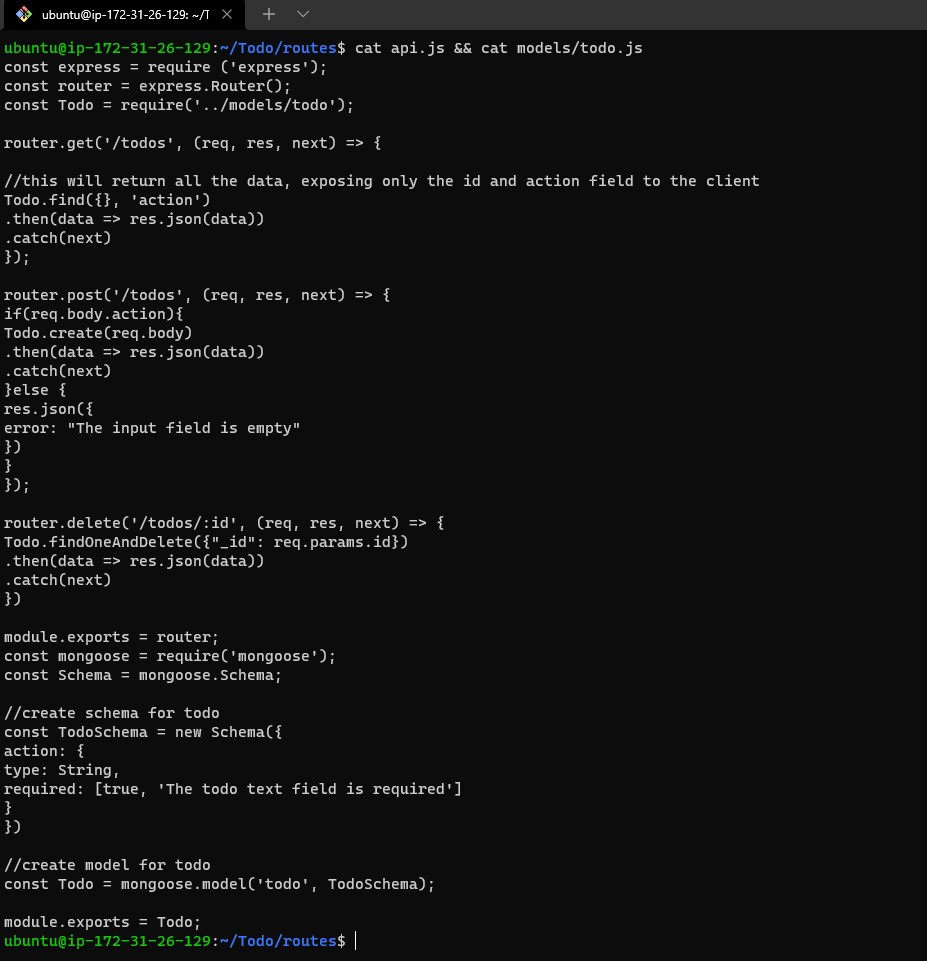 ubuntu@ip-172-31-26-129: ~/T
ubuntu@ip-172-31-26-129:~/Todo/routes$ cat api.js && cat models/todo.js
const express = require ('express');
const router = express.Router();
const Todo = require('../models/todo');

router.get('/todos', (req, res, next) => {

//this will return all the data, exposing only the id and action field to the client
Todo.find({}, 'action')
.then(data => res.json(data))
.catch(next)
});

router.post('/todos', (req, res, next) => {
if(req.body.action){
Todo.create(req.body)
.then(data => res.json(data))
.catch(next)
}else {
res.json({
error: "The input field is empty"
})
}
});

router.delete('/todos/:id', (req, res, next) => {
Todo.findOneAndDelete({"_id": req.params.id})
.then(data => res.json(data))
.catch(next)
})

module.exports = router;
const mongoose = require('mongoose');
const Schema = mongoose.Schema;

//create schema for todo
const TodoSchema = new Schema({
action: {
type: String,
required: [true, 'The todo text field is required']
}
})

//create model for todo
const Todo = mongoose.model('todo', TodoSchema);

module.exports = Todo;
ubuntu@ip-172-31-26-129:~/Todo/routes$